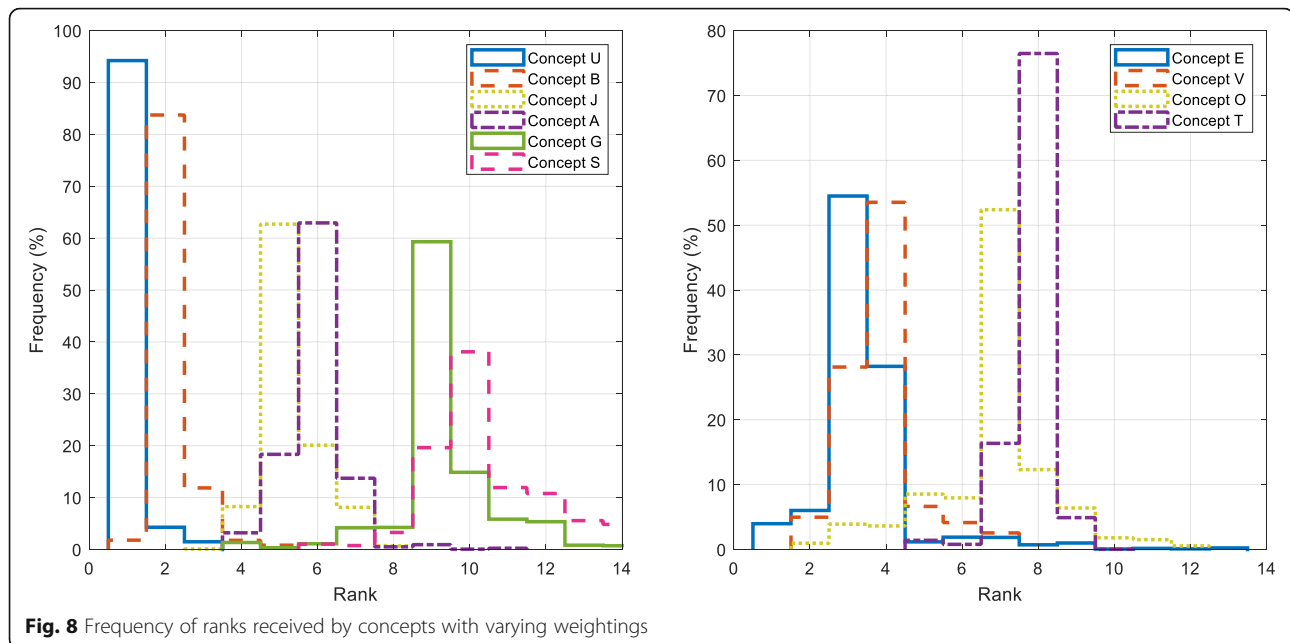 100
90
80
70
60
50
40
30
20
10
0
Frequency (%)
0 2 4 6 8 10 12 14
Rank
Concept U
Concept B
Concept J
Concept A
Concept G
Concept S
80
70
60
50
40
30
20
10
0
Frequency (%)
0 2 4 6 8 10 12 14
Rank
Concept E
Concept V
Concept O
Concept T
Fig. 8 Frequency of ranks received by concepts with varying weightings